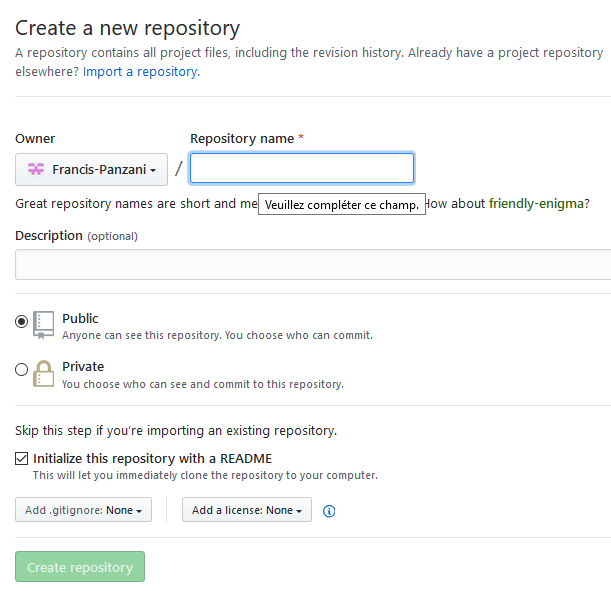 Create a new repository
A repository contains all project files, including the revision history. Already have a project repository
elsewhere? Import a repository.
Owner
Repository name *
Francis-Panzani
/
Great repository names are short and me
Veuillez compléter ce champ.
How about friendly-enigma?
Description (optional)
Public
Anyone can see this repository. You choose who can commit.
Private
You choose who can see and commit to this repository.
Skip this step if you’re importing an existing repository.
Initialize this repository with a README
This will let you immediately clone the repository to your computer.
Add .gitignore: None
Add a license: None
Create repository